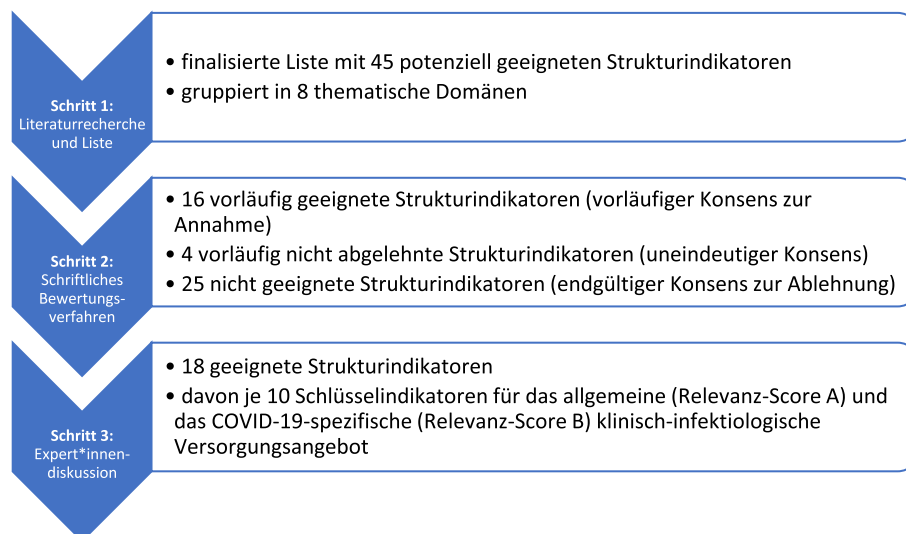 Schritt 1:
Literaturrecherche
und Liste
• finalisierte Liste mit 45 potenziell geeigneten Strukturindikatoren
• gruppiert in 8 thematische Domänen
Schritt 2:
Schriftliches
Bewertungs-
verfahren
• 16 vorläufig geeignete Strukturindikatoren (vorläufiger Konsens zur
Annahme)
• 4 vorläufig nicht abgelehnte Strukturindikatoren (uneindeutiger Konsens)
• 25 nicht geeignete Strukturindikatoren (endgültiger Konsens zur Ablehnung)
Schritt 3:
Expert*innen-
diskussion
• 18 geeignete Strukturindikatoren
• davon je 10 Schlüsselindikatoren für das allgemeine (Relevanz-Score A) und
das COVID-19-spezifische (Relevanz-Score B) klinisch-infektiologische
Versorgungsangebot